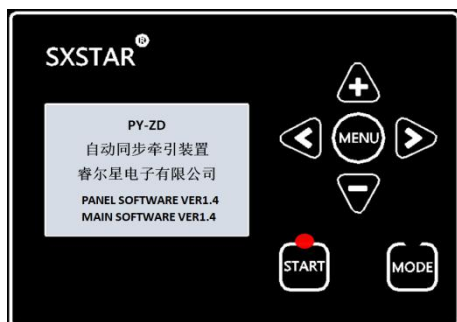 SXSTAR®
PY-ZD
自动同步牵引装置
睿尔星电子有限公司
PANEL SOFTWARE VER1.4
MAIN SOFTWARE VER1.4
+
< MENU >
−
START
MODE